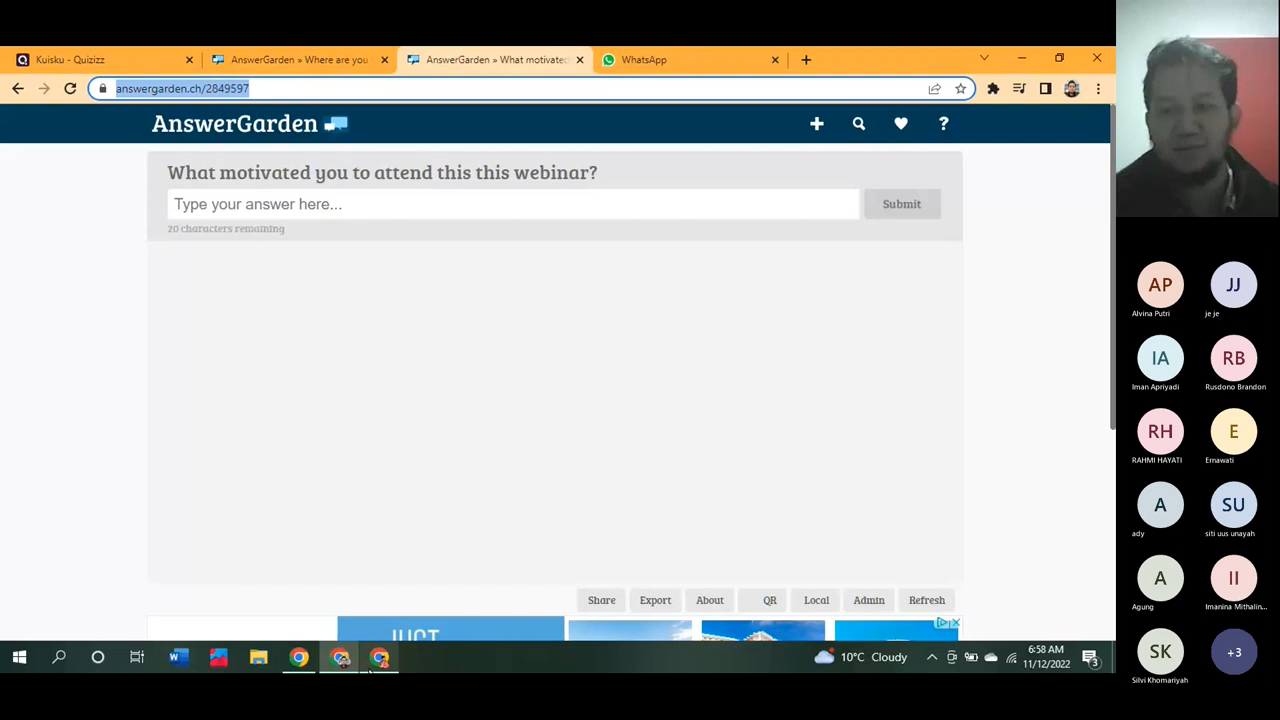 Kuisku - Quizizz
AnswerGarden » Where are you
AnswerGarden » What motivated
WhatsApp
answergarden.ch/2849597
AnswerGarden
What motivated you to attend this this webinar?
Type your answer here...
Submit
20 characters remaining
Share
Export
About
QR
Local
Admin
Refresh
10°C Cloudy
6:58 AM
11/12/2022
3
AP
Alvina Putri
JJ
je je
IA
Iman Apriyadi
RB
Rusdono Brandon
RH
RAHMI HAYATI
E
Ernawati
A
ady
SU
siti uus unayah
A
Agung
II
Imanina Mithalin...
SK
Silvi Khomariyah
+3